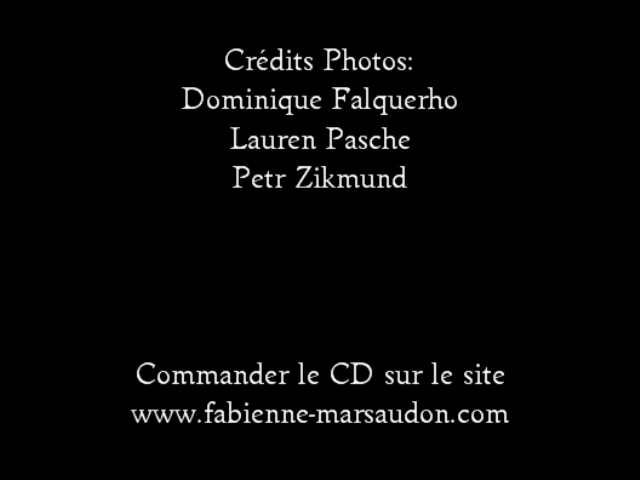 Crédits Photos:
Dominique Falquerho
Lauren Pasche
Petr Zikmund
Commander le CD sur le site
www.fabienne-marsaudon.com